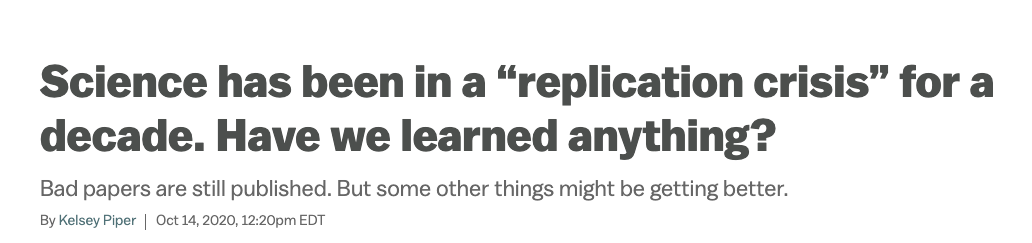 Science has been in a “replication crisis” for a
decade. Have we learned anything?
Bad papers are still published. But some other things might be getting better.
By Kelsey Piper | Oct 14, 2020, 12:20pm EDT